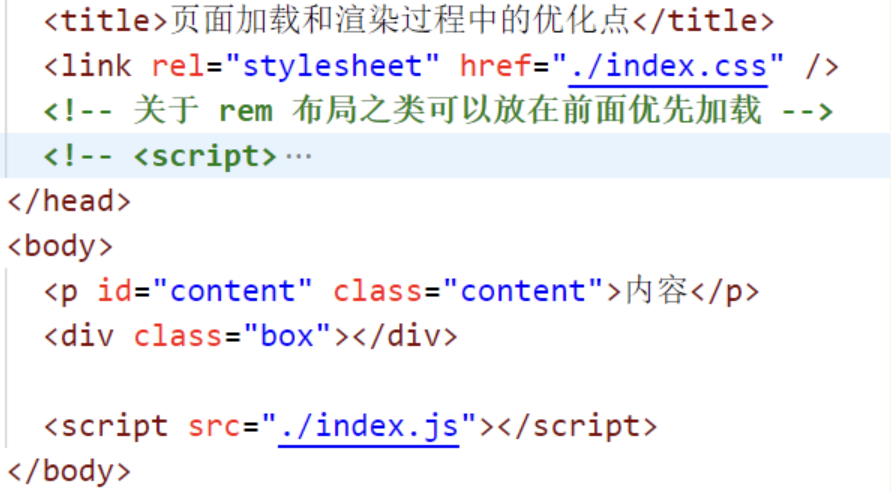 <title>页面加载和渲染过程中的优化点</title>
<link rel="stylesheet" href="./index.css" />
<!-- 关于 rem 布局之类可以放在前面优先加载 -->
<!-- <script>…
</head>
<body>
<p id="content" class="content">内容</p>
<div class="box"></div>
<script src="./index.js"></script>
</body>